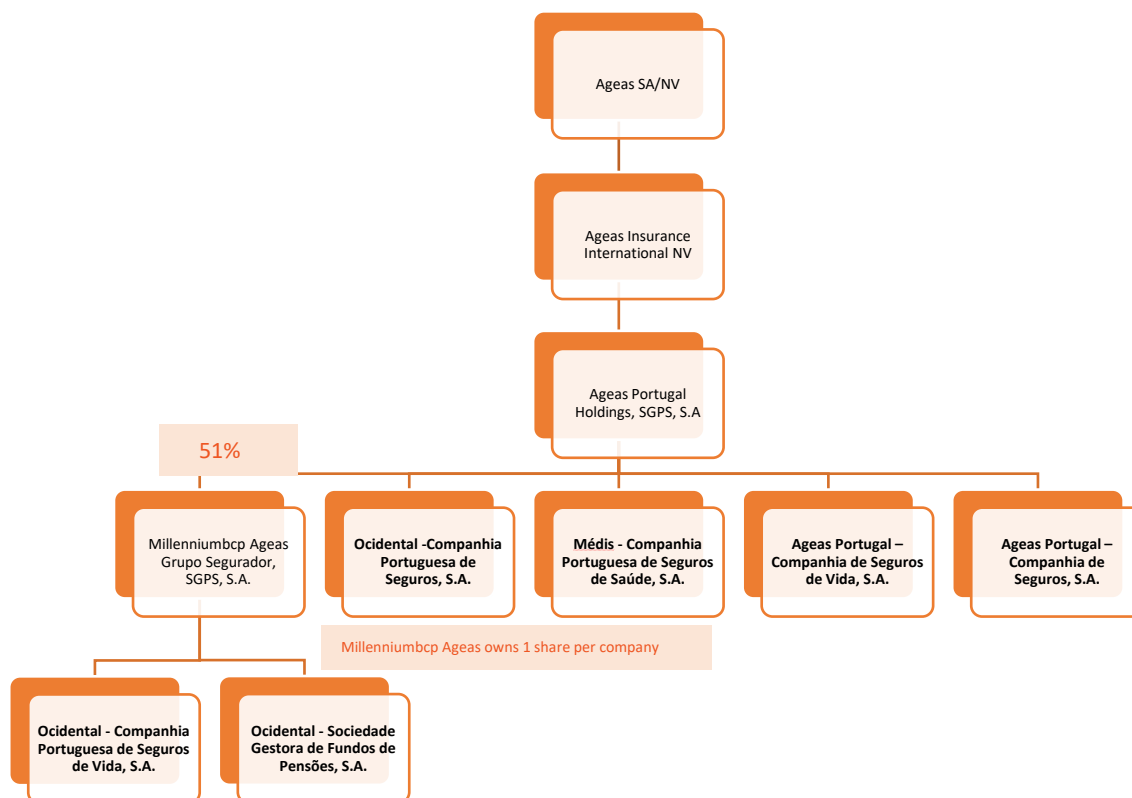 Ageas SA/NV
Ageas Insurance
International NV
Ageas Portugal
Holdings, SGPS, S.A
51%
Millenniumbcp Ageas
Grupo Segurador,
SGPS, S.A.
Ocidental -Companhia
Portuguesa de
Seguros, S.A.
Médis - Companhia
Portuguesa de Seguros
de Saúde, S.A.
Ageas Portugal –
Companhia de Seguros
de Vida, S.A.
Ageas Portugal –
Companhia de
Seguros, S.A.
Millenniumbcp Ageas owns 1 share per company
Ocidental - Companhia
Portuguesa de Seguros
de Vida, S.A.
Ocidental - Sociedade
Gestora de Fundos de
Pensões, S.A.